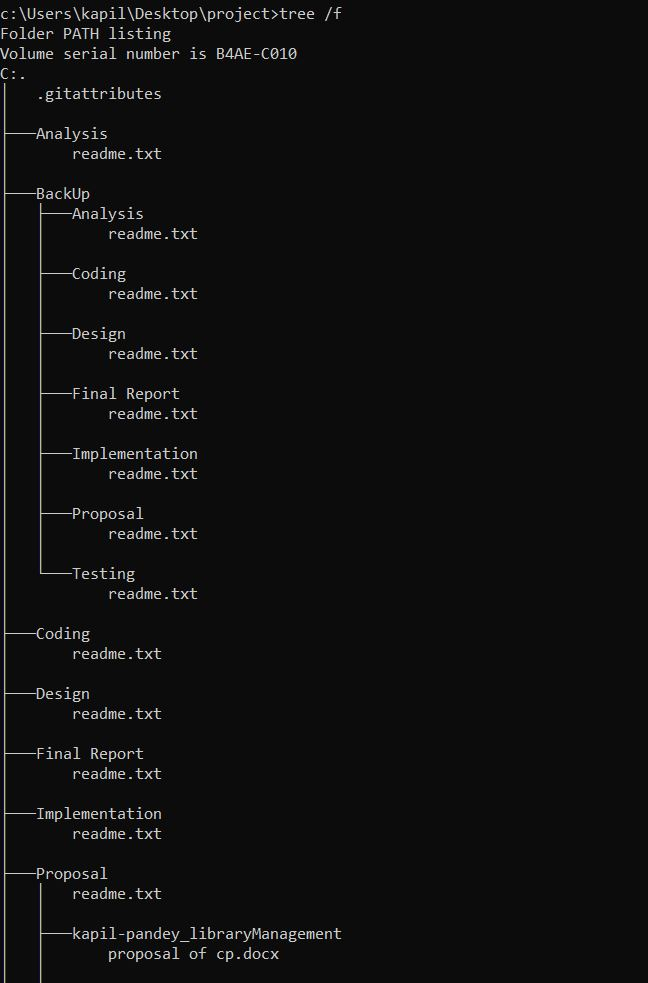 c:\Users\kapil\Desktop\project>tree /f
Folder PATH listing
Volume serial number is B4AE-C010
C:.
│   .gitattributes
│
├───Analysis
│       readme.txt
│
├───BackUp
│   ├───Analysis
│   │       readme.txt
│   │
│   ├───Coding
│   │       readme.txt
│   │
│   ├───Design
│   │       readme.txt
│   │
│   ├───Final Report
│   │       readme.txt
│   │
│   ├───Implementation
│   │       readme.txt
│   │
│   ├───Proposal
│   │       readme.txt
│   │
│   └───Testing
│           readme.txt
│
├───Coding
│       readme.txt
│
├───Design
│       readme.txt
│
├───Final Report
│       readme.txt
│
├───Implementation
│       readme.txt
│
├───Proposal
│   │   readme.txt
│   │
│   ├───kapil-pandey_libraryManagement
│   │       proposal of cp.docx
│   │